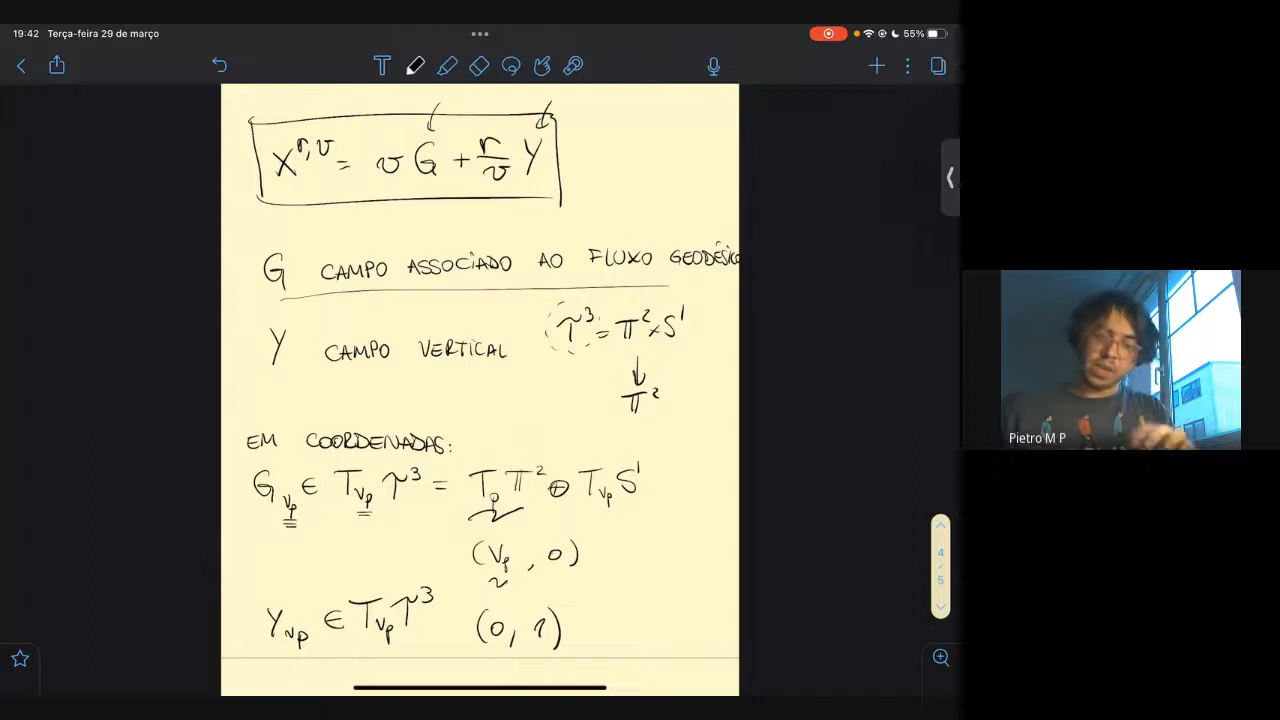 19:42 Terça-feira 29 de março
55%
X^{r,v} = v G + r/v Y
G CAMPO ASSOCIADO AO FLUXO GEODÉSICO
Y CAMPO VERTICAL
𝒯³ = 𝕋² × S¹
↓
𝕋²
EM COORDENADAS:
G_{v_p} ∈ T_{v_p} 𝒯³ = T_p 𝕋² ⊕ T_{v_p} S¹
(v_p, 0)
Y_{v_p} ∈ T_{v_p} 𝒯³ (0, 1)
4
/
5
Pietro M P